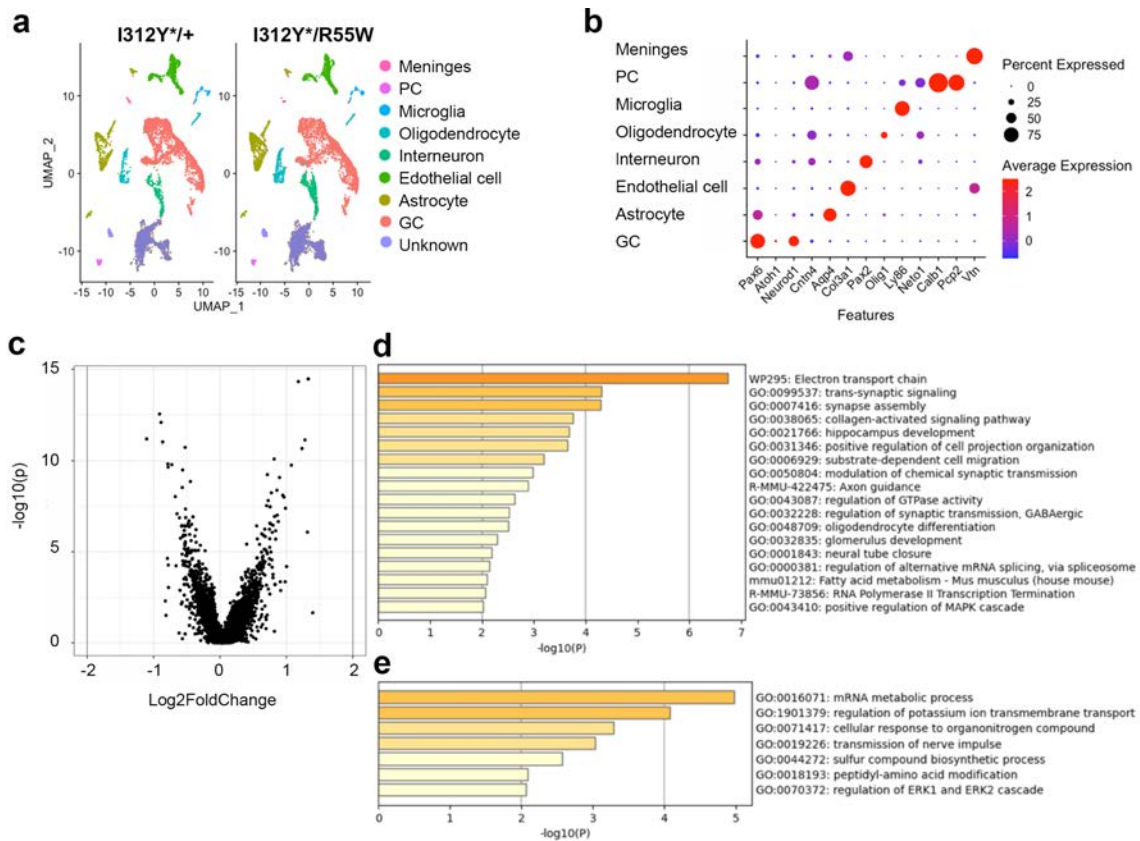 a
I312Y*/+
I312Y*/R55W
UMAP_2
10
0
-10
-15 -10 -5 0 5 10
-15 -10 -5 0 5 10
UMAP_1
Meninges
PC
Microglia
Oligodendrocyte
Interneuron
Edothelial cell
Astrocyte
GC
Unknown
b
Meninges
PC
Microglia
Oligodendrocyte
Interneuron
Endothelial cell
Astrocyte
GC
Pax6
Atoh1
Neurod1
Cntn4
Aqp4
Col3a1
Pax2
Olig1
Ly86
Neto1
Calb1
Pcp2
Vtn
Features
Percent Expressed
0
25
50
75
Average Expression
2
1
0
c
-log10(p)
15
10
5
0
-2 -1 0 1 2
Log2FoldChange
d
WP295: Electron transport chain
GO:0099537: trans-synaptic signaling
GO:0007416: synapse assembly
GO:0038065: collagen-activated signaling pathway
GO:0021766: hippocampus development
GO:0031346: positive regulation of cell projection organization
GO:0006929: substrate-dependent cell migration
GO:0050804: modulation of chemical synaptic transmission
R-MMU-422475: Axon guidance
GO:0043087: regulation of GTPase activity
GO:0032228: regulation of synaptic transmission, GABAergic
GO:0048709: oligodendrocyte differentiation
GO:0032835: glomerulus development
GO:0001843: neural tube closure
GO:0000381: regulation of alternative mRNA splicing, via spliceosome
mmu01212: Fatty acid metabolism - Mus musculus (house mouse)
R-MMU-73856: RNA Polymerase II Transcription Termination
GO:0043410: positive regulation of MAPK cascade
0 1 2 3 4 5 6 7
-log10(P)
e
GO:0016071: mRNA metabolic process
GO:1901379: regulation of potassium ion transmembrane transport
GO:0071417: cellular response to organonitrogen compound
GO:0019226: transmission of nerve impulse
GO:0044272: sulfur compound biosynthetic process
GO:0018193: peptidyl-amino acid modification
GO:0070372: regulation of ERK1 and ERK2 cascade
0 1 2 3 4 5
-log10(P)